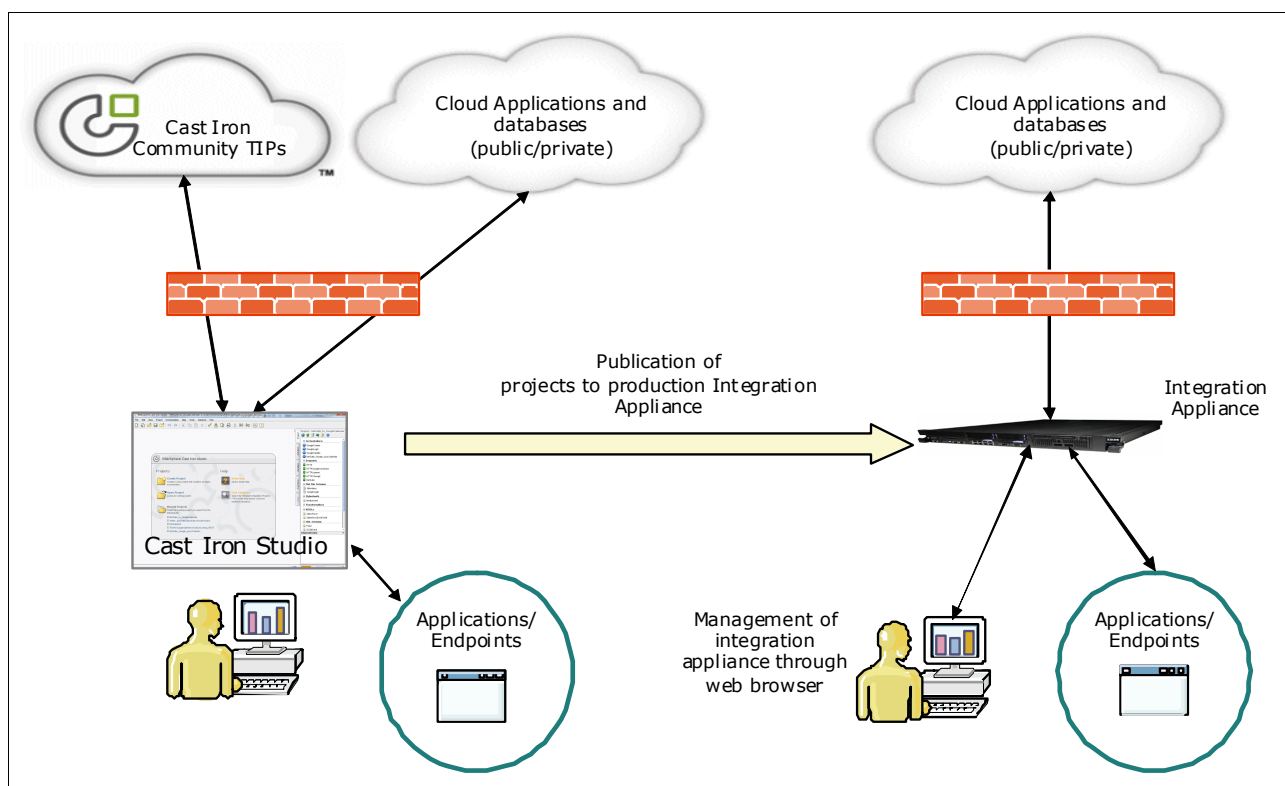 Cast Iron
Community TIPs
TM
Cloud Applications and
databases
(public/private)
Cloud Applications and
databases
(public/private)
Publication of
projects to production Integration
Appliance
Integration
Appliance
Cast Iron Studio
Applications/
Endpoints
Management of
integration
appliance through
web browser
Applications/
Endpoints